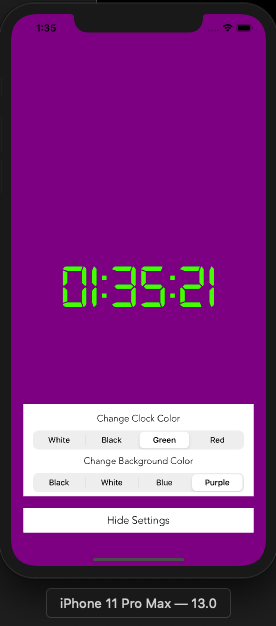 1:35
01:35:21
Change Clock Color
White Black Green Red
Change Background Color
Black White Blue Purple
Hide Settings
iPhone 11 Pro Max — 13.0